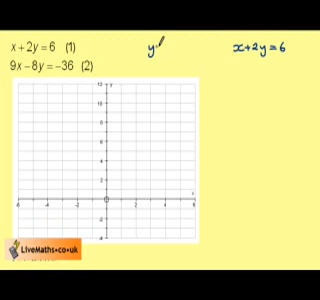 x + 2y = 6 (1)
y=
x+2y=6
9x – 8y = –36 (2)
12
y
10
8
6
4
2
x
-6
-4
-2
0
2
4
6
-2
-4
LiveMaths•co•uk